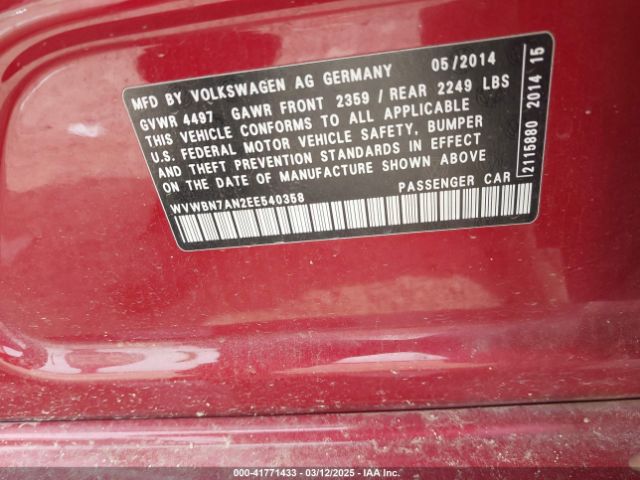 MFD BY VOLKSWAGEN AG GERMANY 05/2014
GVWR 4497 GAWR FRONT 2359 / REAR 2249 LBS
THIS VEHICLE CONFORMS TO ALL APPLICABLE
U.S. FEDERAL MOTOR VEHICLE SAFETY, BUMPER
AND THEFT PREVENTION STANDARDS IN EFFECT
ON THE DATE OF MANUFACTURE SHOWN ABOVE
WVWBN7AN2EE540358 PASSENGER CAR
2115880 2014 15
000-41771433 — 03/12/2025 — IAA Inc.